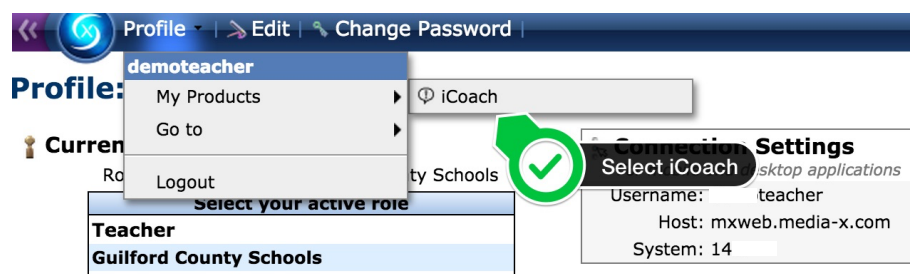 Profile Edit Change Password
demoteacher
Profile:
My Products iCoach
Go to
Curren
Connection Settings
Select iCoach
desktop applications
Ro ty Schools
Logout
Username: teacher
Select your active role
Host: mxweb.media-x.com
Teacher
System: 14
Guilford County Schools